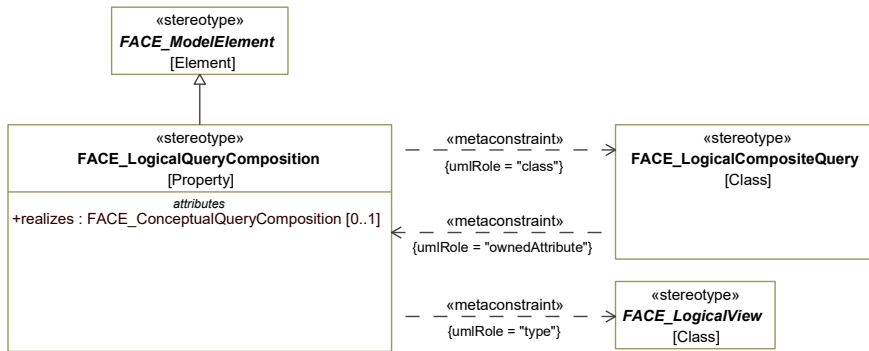 «stereotype»
FACE_ModelElement
[Element]
«stereotype»
FACE_LogicalQueryComposition
[Property]
attributes
+realizes : FACE_ConceptualQueryComposition [0..1]
«metaconstraint»
{umlRole = "class"}
«stereotype»
FACE_LogicalCompositeQuery
[Class]
«metaconstraint»
{umlRole = "ownedAttribute"}
«metaconstraint»
{umlRole = "type"}
«stereotype»
FACE_LogicalView
[Class]